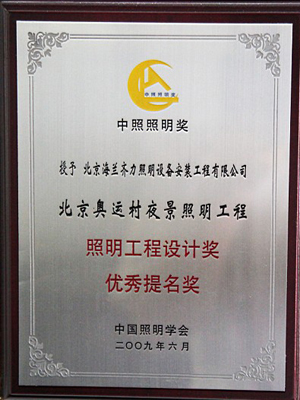 中照照明奖
授予 北京海兰齐力照明设备安装工程有限公司
北京奥运村夜景照明工程
照明工程设计奖
优秀提名奖
中国照明学会
二〇〇九年六月